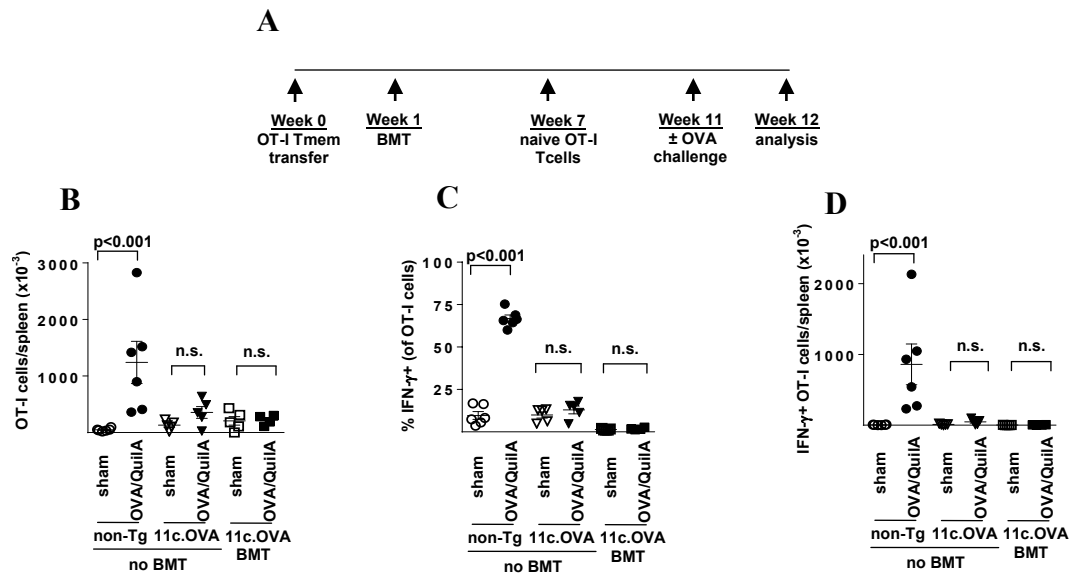 A
Week 0
OT-I Tmem
transfer
Week 1
BMT
Week 7
naive OT-I
Tcells
Week 11
± OVA
challenge
Week 12
analysis
B
OT-I cells/spleen (x10⁻³)
p<0.001
3000
2000
1000
n.s.
n.s.
sham
OVA/QuilA
sham
OVA/QuilA
sham
OVA/QuilA
non-Tg
11c.OVA
11c.OVA
BMT
no BMT
C
% IFN-γ+ (of OT-I cells)
p<0.001
100
75
50
25
n.s.
n.s.
sham
OVA/QuilA
sham
OVA/QuilA
sham
OVA/QuilA
non-Tg
11c.OVA
11c.OVA
BMT
no BMT
D
IFN-γ+ OT-I cells/spleen (x10⁻³)
p<0.001
2000
1000
n.s.
n.s.
sham
OVA/QuilA
sham
OVA/QuilA
sham
OVA/QuilA
non-Tg
11c.OVA
11c.OVA
BMT
no BMT